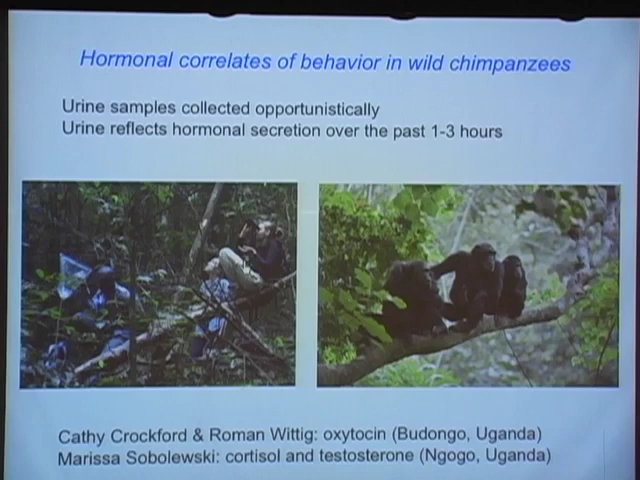 Hormonal correlates of behavior in wild chimpanzees
Urine samples collected opportunistically
Urine reflects hormonal secretion over the past 1-3 hours
Cathy Crockford & Roman Wittig: oxytocin (Budongo, Uganda)
Marissa Sobolewski: cortisol and testosterone (Ngogo, Uganda)